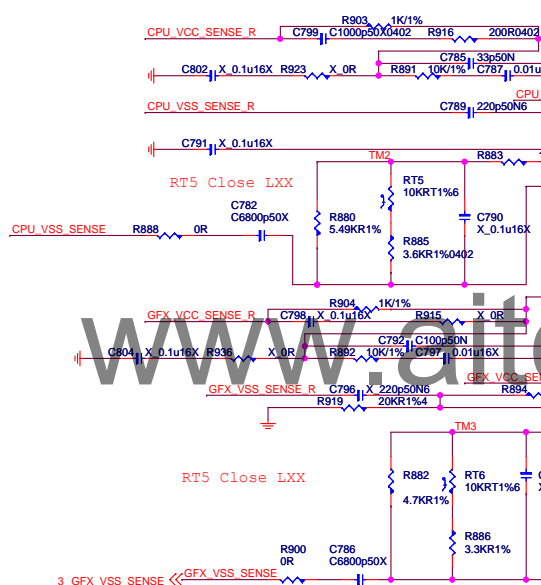 R903 1K/1%
CPU_VCC_SENSE_R C799 C1000p50X0402 R916 200R0402
C785 33p50N
C802 X_0.1u16X R923 X_0R R891 10K/1% C787 0.01u
CPU_
CPU_VSS_SENSE_R C789 220p50N6
C791 X_0.1u16X
TM2 R883
RT5 Close LXX
RT5
10KRT1%6
C782
C6800p50X
R880
5.49KR1%
C790
X_0.1u16X
CPU_VSS_SENSE R888 0R
R885
3.6KR1%0402
R904 1K/1%
GFX_VCC_SENSE_R C798 X_0.1u16X R915 X_0R
C792 C100p50N
C804 X_0.1u16X R936 X_0R R892 10K/1% C797 0.01u16X
www.aite
GFX_VCC_SEN
GFX_VSS_SENSE_R C796 X_220p50N6 R894
R919 20KR1%4
TM3
RT5 Close LXX
R882
4.7KR1%
RT6
10KRT1%6
C
X
R886
3.3KR1%
R900
0R
C786
C6800p50X
3 GFX_VSS_SENSE GFX_VSS_SENSE